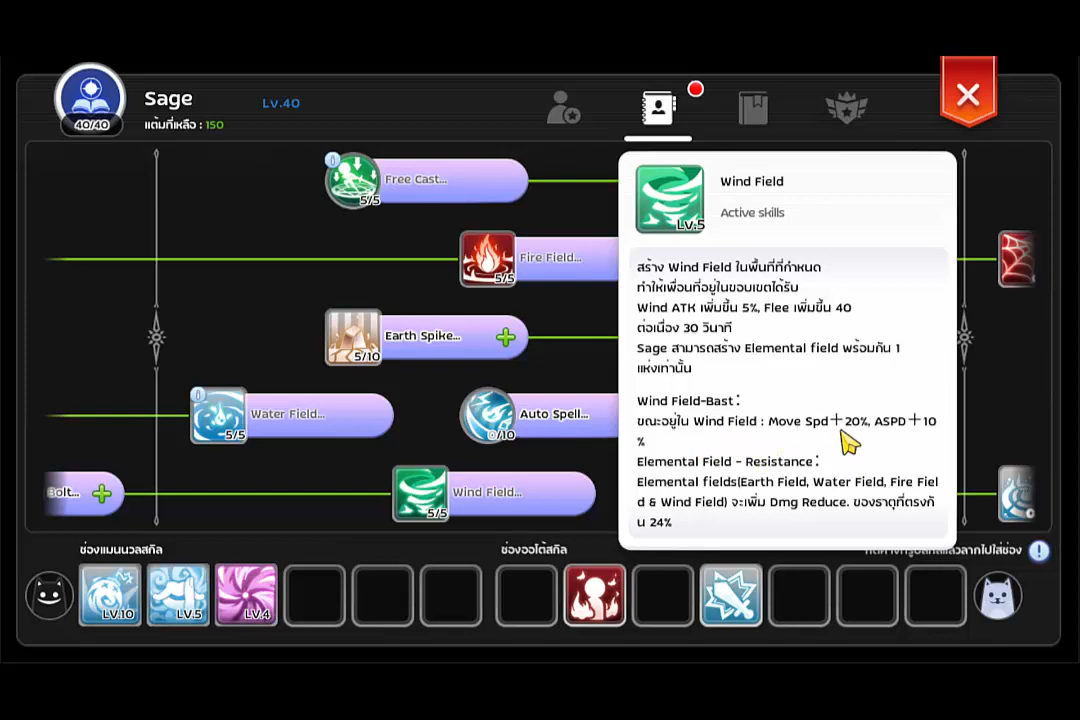 Sage
Lv.40
40/40
แต้มที่เหลือ : 150
Free Cast...
5/5
Fire Field...
5/5
Earth Spike...
5/10
Water Field...
5/5
Auto Spell...
0/10
Bolt...
Wind Field...
5/5
Wind Field
Active skills
Lv.5
สร้าง Wind Field ในพื้นที่ที่กำหนด
ทำให้เพื่อนที่อยู่ในขอบเขตได้รับ
Wind ATK เพิ่มขึ้น 5%, Flee เพิ่มขึ้น 40
ต่อเนื่อง 30 วินาที
Sage สามารถสร้าง Elemental field พร้อมกัน 1
แห่งเท่านั้น
Wind Field-Bast：
ขณะอยู่ใน Wind Field : Move Spd＋20%, ASPD＋10
%
Elemental Field - Resistance：
Elemental fields(Earth Field, Water Field, Fire Fiel
d & Wind Field) จะเพิ่ม Dmg Reduce. ของธาตุที่ตรงกั
น 24%
ช่องแมนนวลสกิล
ช่องออโต้สกิล
LV.10
LV.5
LV.4